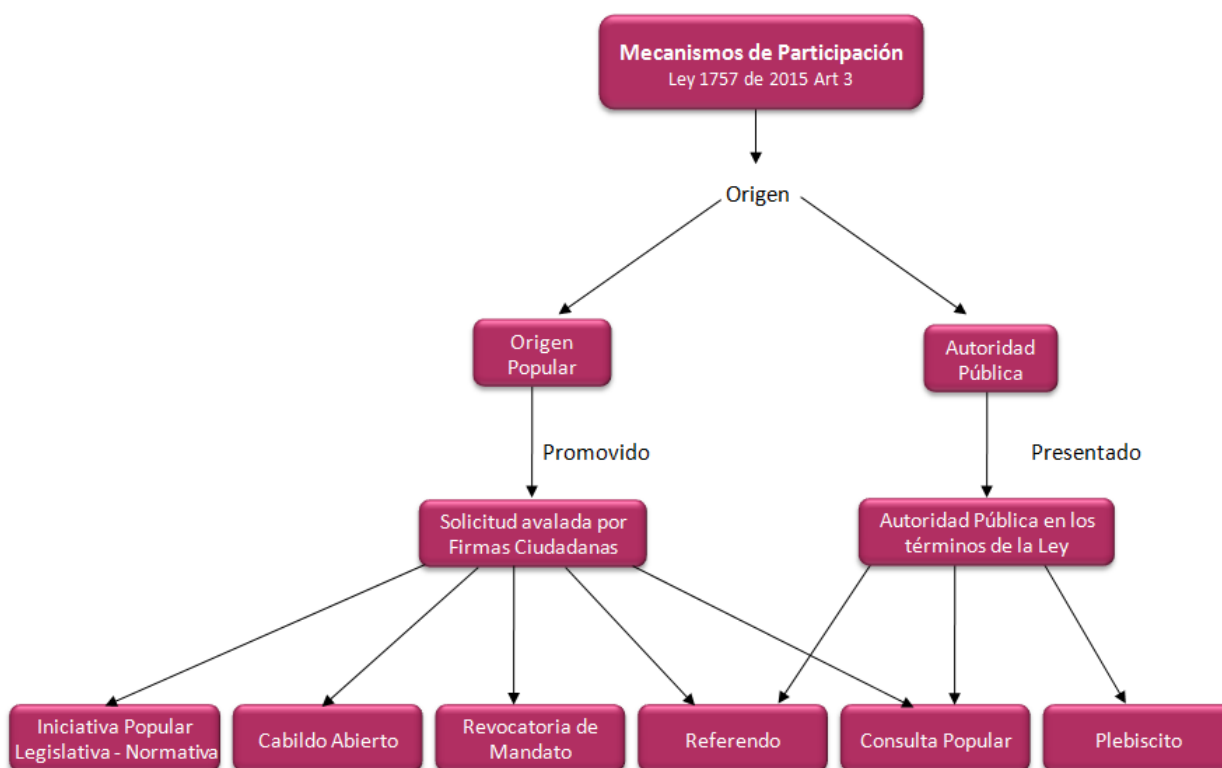 Mecanismos de Participación
Ley 1757 de 2015 Art 3
Origen
Origen
Popular
Autoridad
Pública
Promovido
Presentado
Solicitud avalada por
Firmas Ciudadanas
Autoridad Pública en los
términos de la Ley
Iniciativa Popular
Legislativa - Normativa
Cabildo Abierto
Revocatoria de
Mandato
Referendo
Consulta Popular
Plebiscito